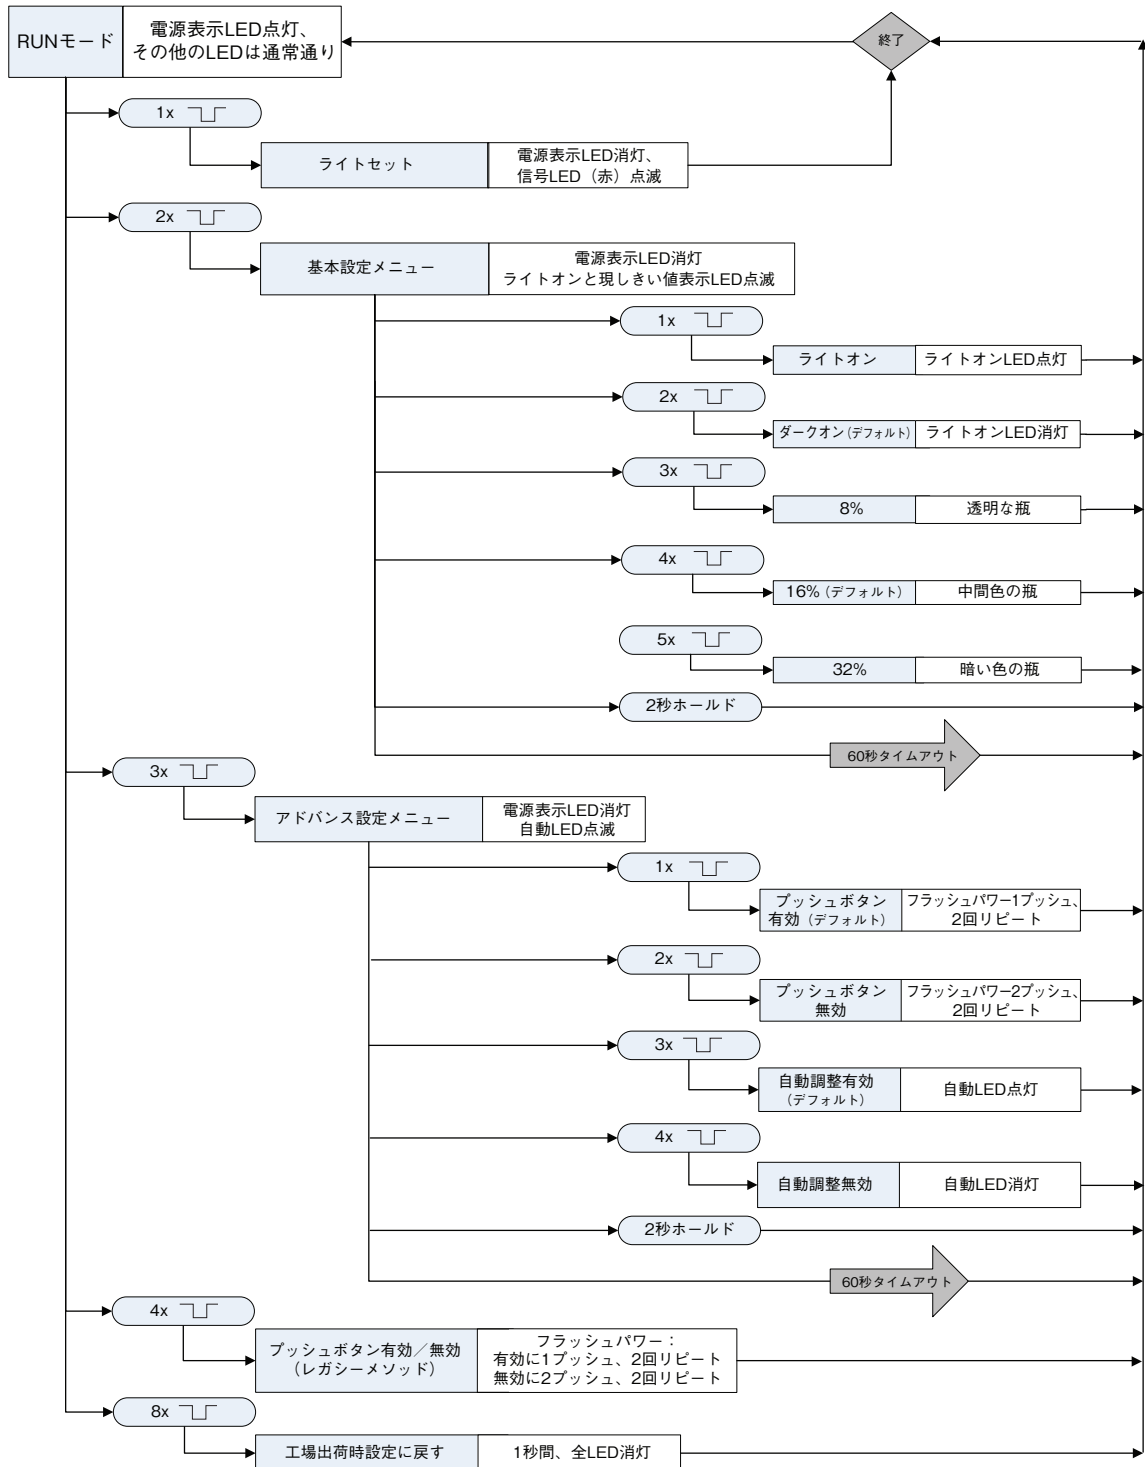 RUNモード
電源表示LED点灯、
その他のLEDは通常通り
終了
1x
ライトセット
電源表示LED消灯、
信号LED（赤）点滅
2x
基本設定メニュー
電源表示LED消灯
ライトオンと現しきい値表示LED点滅
1x
ライトオン
ライトオンLED点灯
2x
ダークオン（デフォルト）
ライトオンLED消灯
3x
8%
透明な瓶
4x
16%（デフォルト）
中間色の瓶
5x
32%
暗い色の瓶
2秒ホールド
60秒タイムアウト
3x
アドバンス設定メニュー
電源表示LED消灯
自動LED点滅
1x
プッシュボタン
有効（デフォルト）
フラッシュパワー1プッシュ、
2回リピート
2x
プッシュボタン
無効
フラッシュパワー2プッシュ、
2回リピート
3x
自動調整有効
（デフォルト）
自動LED点灯
4x
自動調整無効
自動LED消灯
2秒ホールド
60秒タイムアウト
4x
プッシュボタン有効／無効
（レガシーメソッド）
フラッシュパワー：
有効に1プッシュ、2回リピート
無効に2プッシュ、2回リピート
8x
工場出荷時設定に戻す
1秒間、全LED消灯